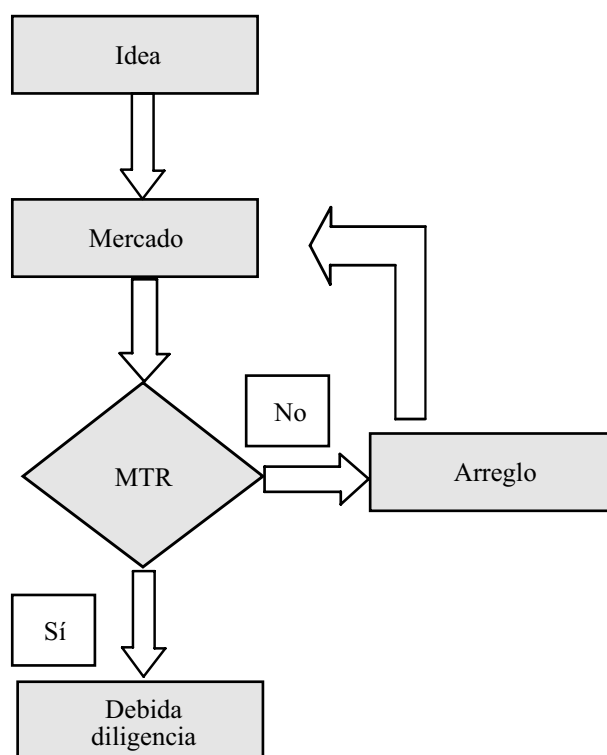 Idea
Mercado
No
MTR
Arreglo
Sí
Debida
diligencia